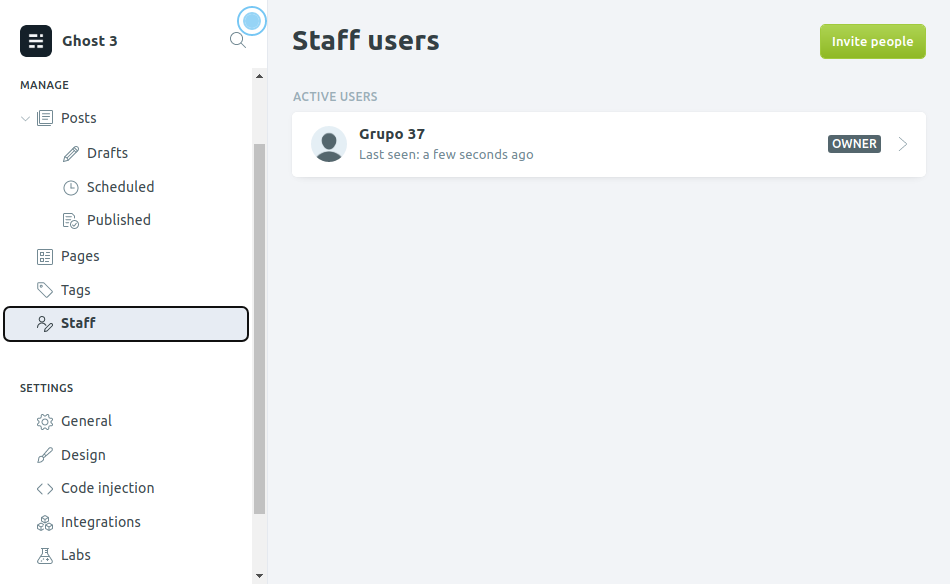 Ghost 3
MANAGE
Posts
Drafts
Scheduled
Published
Pages
Tags
Staff
SETTINGS
General
Design
Code injection
Integrations
Labs
Staff users
Invite people
ACTIVE USERS
Grupo 37
Last seen: a few seconds ago
OWNER